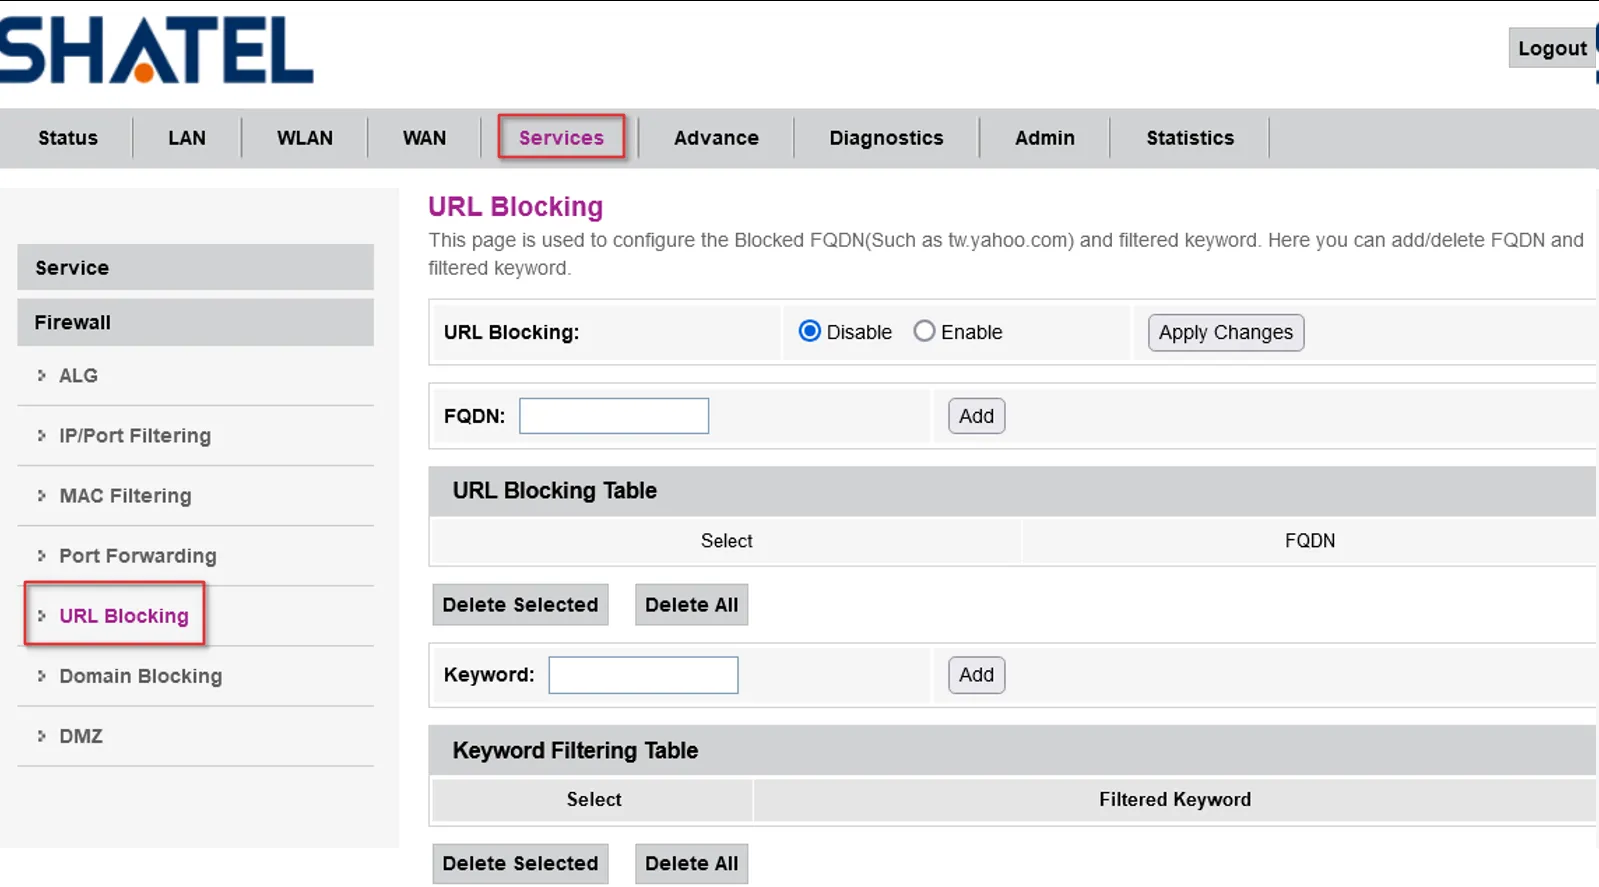 SHATEL
Logout
Status LAN WLAN WAN Services Advance Diagnostics Admin Statistics
Service
Firewall
ALG
IP/Port Filtering
MAC Filtering
Port Forwarding
URL Blocking
Domain Blocking
DMZ
URL Blocking
This page is used to configure the Blocked FQDN(Such as tw.yahoo.com) and filtered keyword. Here you can add/delete FQDN and
filtered keyword.
URL Blocking: Disable Enable Apply Changes
FQDN: Add
URL Blocking Table
Select FQDN
Delete Selected Delete All
Keyword: Add
Keyword Filtering Table
Select Filtered Keyword
Delete Selected Delete All